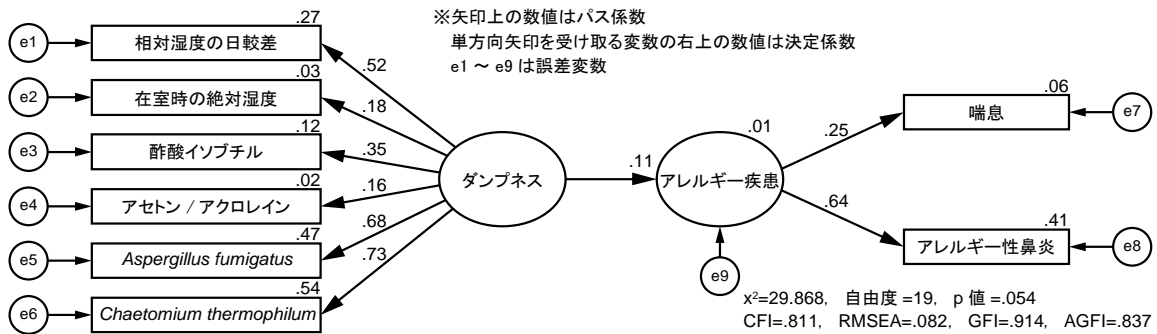 .27
e1
相対湿度の日較差
.52
.03
e2
在室時の絶対湿度
.18
.12
e3
酢酸イソブチル
.35
.02
e4
アセトン / アクロレイン
.16
.47
e5
Aspergillus fumigatus
.68
.54
e6
Chaetomium thermophilum
.73
※矢印上の数値はパス係数
単方向矢印を受け取る変数の右上の数値は決定係数
e1 ～ e9 は誤差変数
ダンプネス
.11
.01
アレルギー疾患
e9
.25
.06
喘息
e7
.64
.41
アレルギー性鼻炎
e8
x²=29.868, 自由度 =19, p 値 =.054
CFI=.811, RMSEA=.082, GFI=.914, AGFI=.837